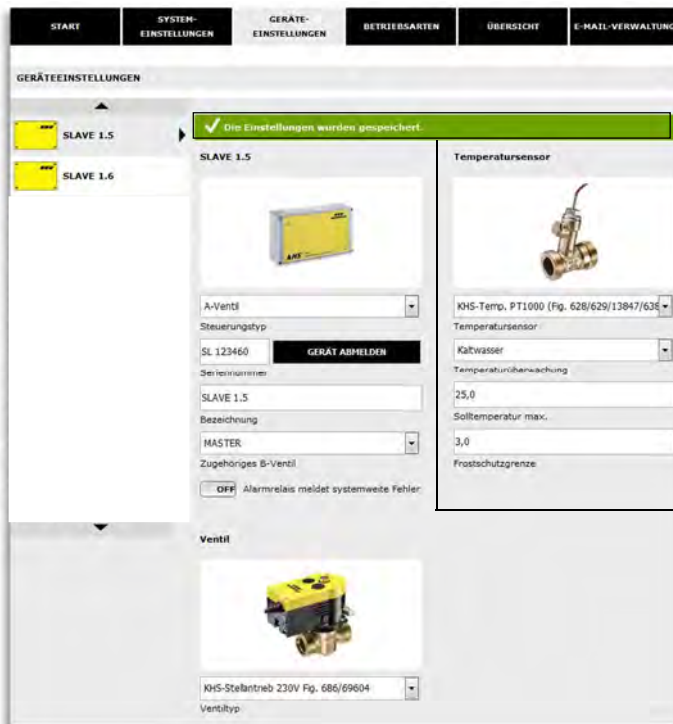 START
SYSTEM-
EINSTELLUNGEN
GERÄTE-
EINSTELLUNGEN
BETRIEBSARTEN
ÜBERSICHT
E-MAIL-VERWALTUNG
GERÄTEEINSTELLUNGEN
SLAVE 1.5
SLAVE 1.6
Die Einstellungen wurden gespeichert.
SLAVE 1.5
KHS
A-Ventil
Steuerungstyp
SL 123460
GERÄT ABMELDEN
Seriennummer
SLAVE 1.5
Bezeichnung
MASTER
Zugehöriges B-Ventil
OFF Alarmrelais meldet systemweite Fehler
Temperatursensor
KHS-Temp. PT1000 (Fig. 628/629/13847/638
Temperatursensor
Kaltwasser
Temperaturüberwachung
25,0
Solltemperatur max.
3,0
Frostschutzgrenze
Ventil
KHS-Stellantrieb 230V Fig. 686/69604
Ventiltyp